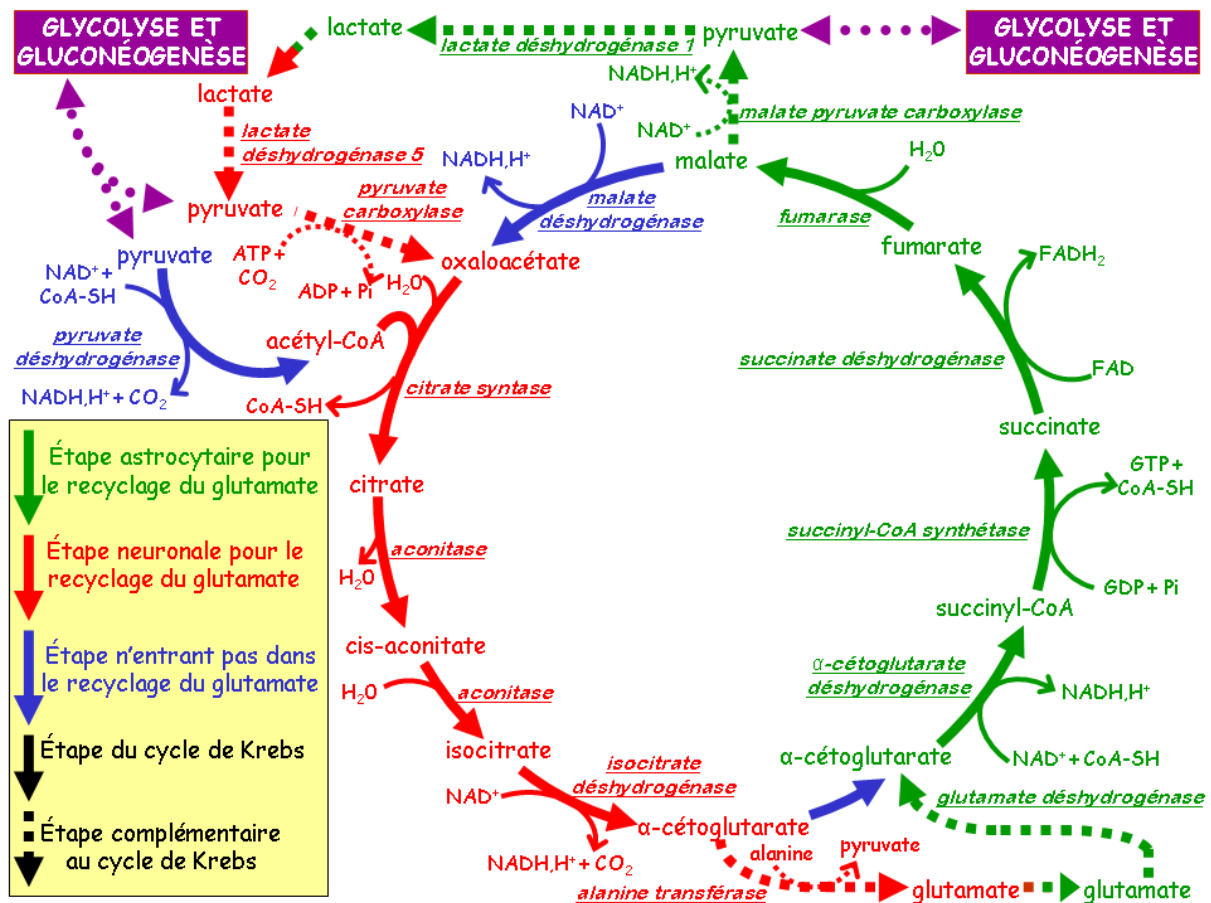 GLYCOLYSE ET
GLUCONÉOGENÈSE
lactate
lactate déshydrogénase 1
pyruvate
GLYCOLYSE ET
GLUCONÉOGENÈSE
lactate
lactate
déshydrogénase 5
NADH,H⁺
NAD⁺
malate pyruvate carboxylase
NAD⁺
NADH,H⁺
malate
H₂0
pyruvate
pyruvate
carboxylase
malate
déshydrogénase
fumarase
fumarate
pyruvate
ATP +
CO₂
ADP + Pi
H₂0
oxaloacétate
FADH₂
NAD⁺ +
CoA-SH
pyruvate
déshydrogénase
NADH,H⁺ + CO₂
acétyl-CoA
citrate syntase
CoA-SH
succinate déshydrogénase
FAD
succinate
Étape astrocytaire pour
le recyclage du glutamate
Étape neuronale pour le
recyclage du glutamate
Étape n'entrant pas dans
le recyclage du glutamate
Étape du cycle de Krebs
Étape complémentaire
au cycle de Krebs
citrate
aconitase
H₂0
GTP +
CoA-SH
succinyl-CoA synthétase
GDP + Pi
succinyl-CoA
cis-aconitate
H₂0
aconitase
α-cétoglutarate
déshydrogénase
NADH,H⁺
isocitrate
isocitrate
déshydrogénase
NAD⁺
NADH,H⁺ + CO₂
α-cétoglutarate
NAD⁺ + CoA-SH
α-cétoglutarate
glutamate déshydrogénase
alanine
pyruvate
alanine transférase
glutamate
glutamate